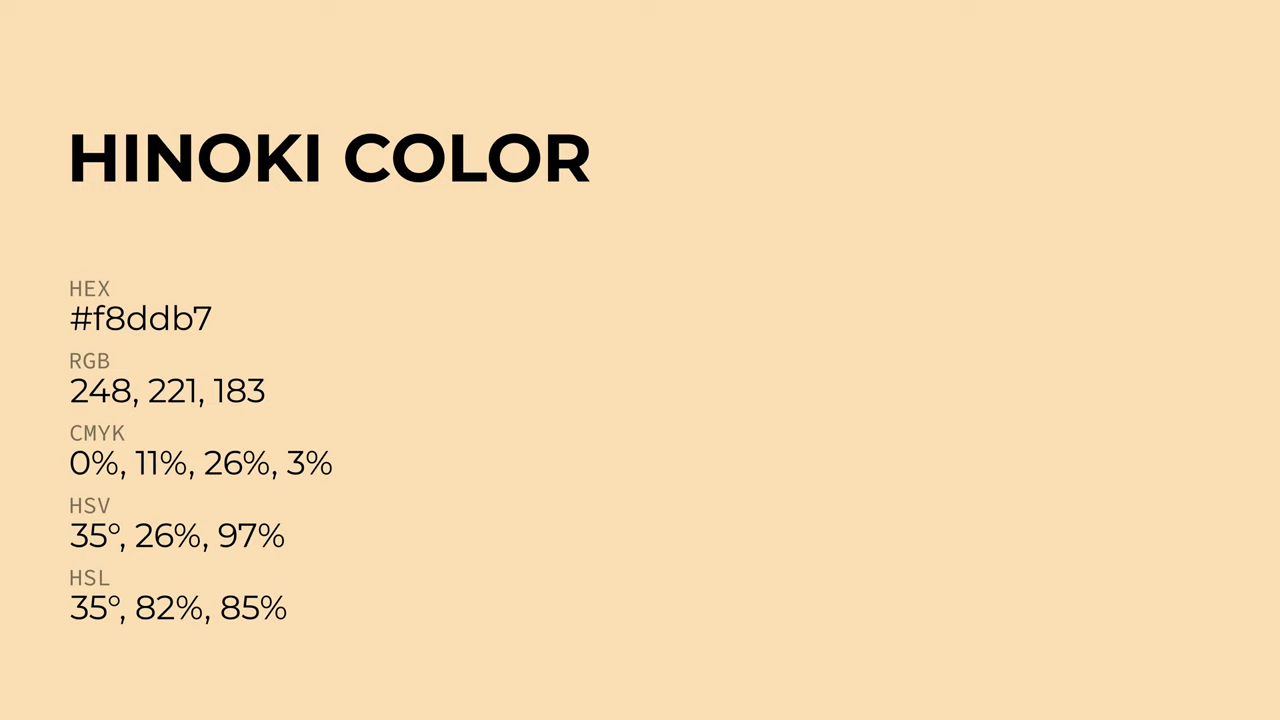 HINOKI COLOR
HEX
#f8ddb7
RGB
248, 221, 183
CMYK
0%, 11%, 26%, 3%
HSV
35°, 26%, 97%
HSL
35°, 82%, 85%